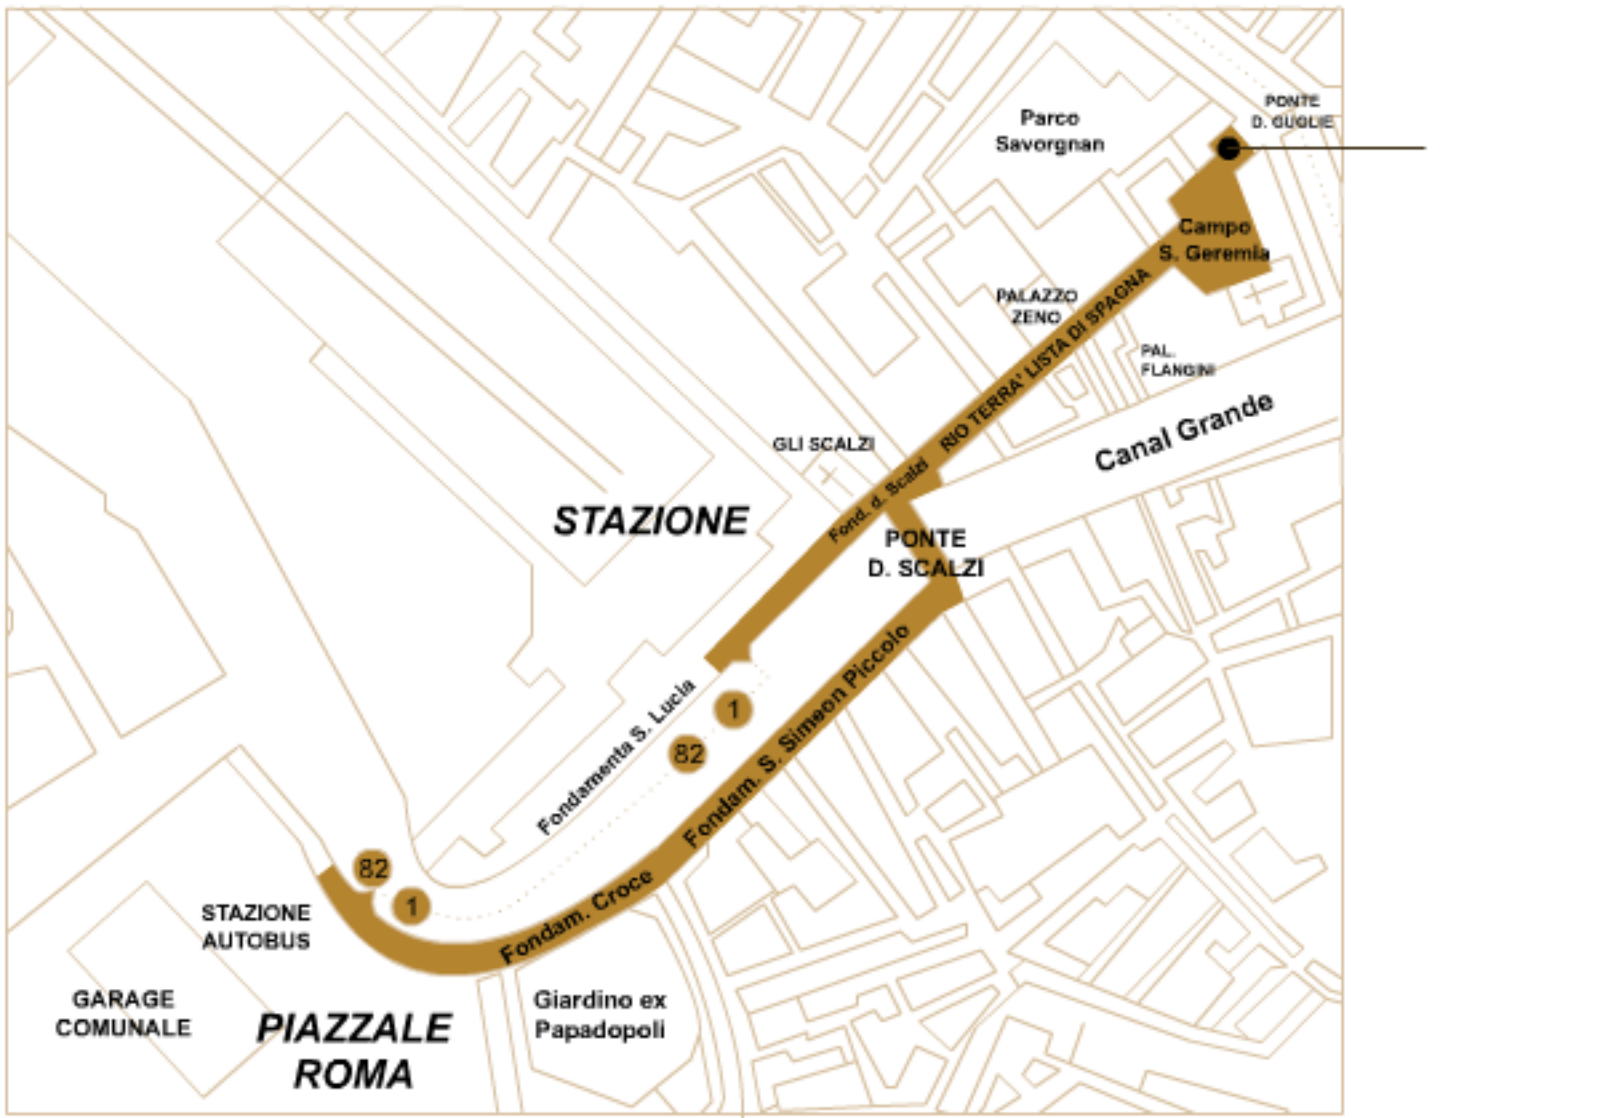 PONTE
D. GUGLIE
Parco
Savorgnan
Campo
S. Geremia
PALAZZO
ZENO
RIO TERRA' LISTA DI SPAGNA
PAL.
FLANGINI
Canal Grande
GLI SCALZI
Fond. d. Scalzi
STAZIONE
PONTE
D. SCALZI
Fondamenta S. Lucia
1
82
Fondam. S. Simeon Piccolo
82
1
Fondam. Croce
STAZIONE
AUTOBUS
GARAGE
COMUNALE
PIAZZALE
ROMA
Giardino ex
Papadopoli